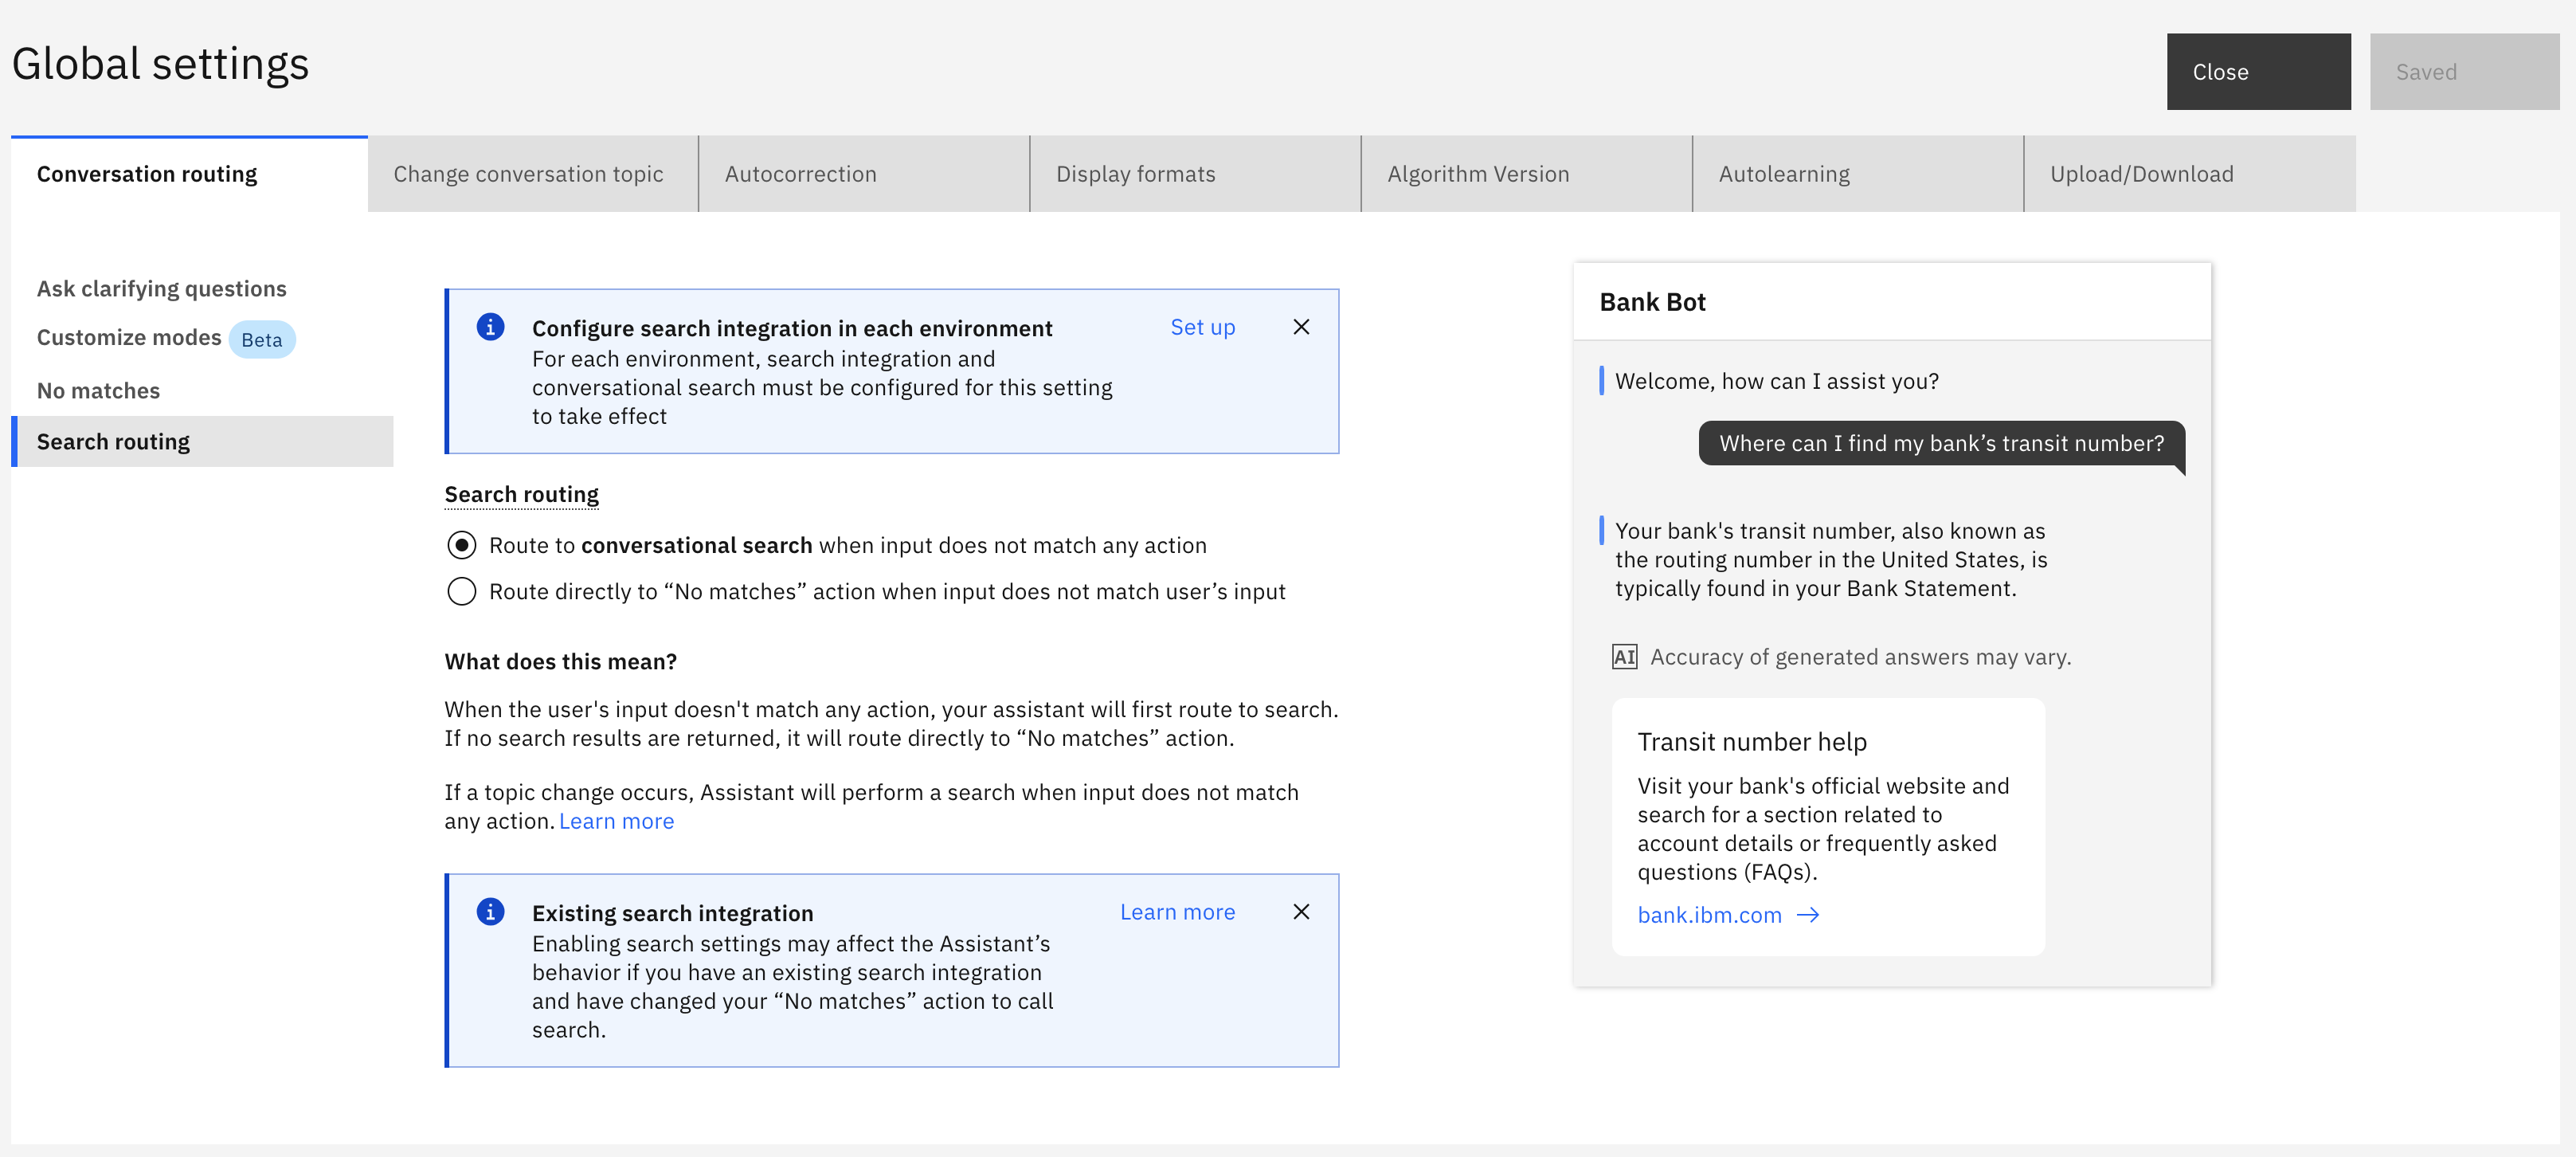 Global settings
Close
Saved
Conversation routing
Change conversation topic
Autocorrection
Display formats
Algorithm Version
Autolearning
Upload/Download
Ask clarifying questions
Customize modes Beta
No matches
Search routing
Configure search integration in each environment
Set up
For each environment, search integration and
conversational search must be configured for this setting
to take effect
Search routing
Route to conversational search when input does not match any action
Route directly to “No matches” action when input does not match user’s input
What does this mean?
When the user's input doesn't match any action, your assistant will first route to search.
If no search results are returned, it will route directly to “No matches” action.
If a topic change occurs, Assistant will perform a search when input does not match
any action. Learn more
Existing search integration
Learn more
Enabling search settings may affect the Assistant’s
behavior if you have an existing search integration
and have changed your “No matches” action to call
search.
Bank Bot
Welcome, how can I assist you?
Where can I find my bank’s transit number?
Your bank's transit number, also known as
the routing number in the United States, is
typically found in your Bank Statement.
AI Accuracy of generated answers may vary.
Transit number help
Visit your bank's official website and
search for a section related to
account details or frequently asked
questions (FAQs).
bank.ibm.com